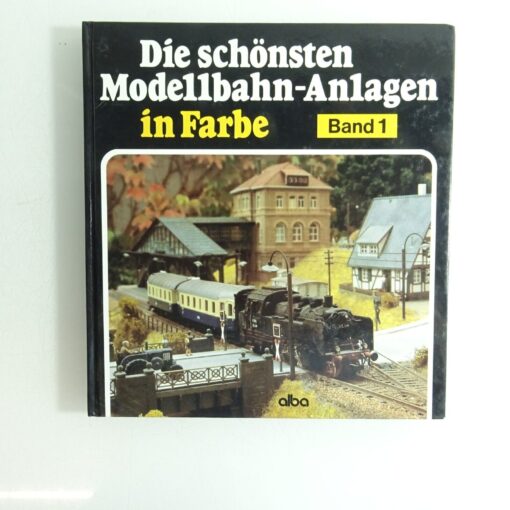 Die schönsten
Modellbahn-Anlagen
in Farbe
Band 1
alba